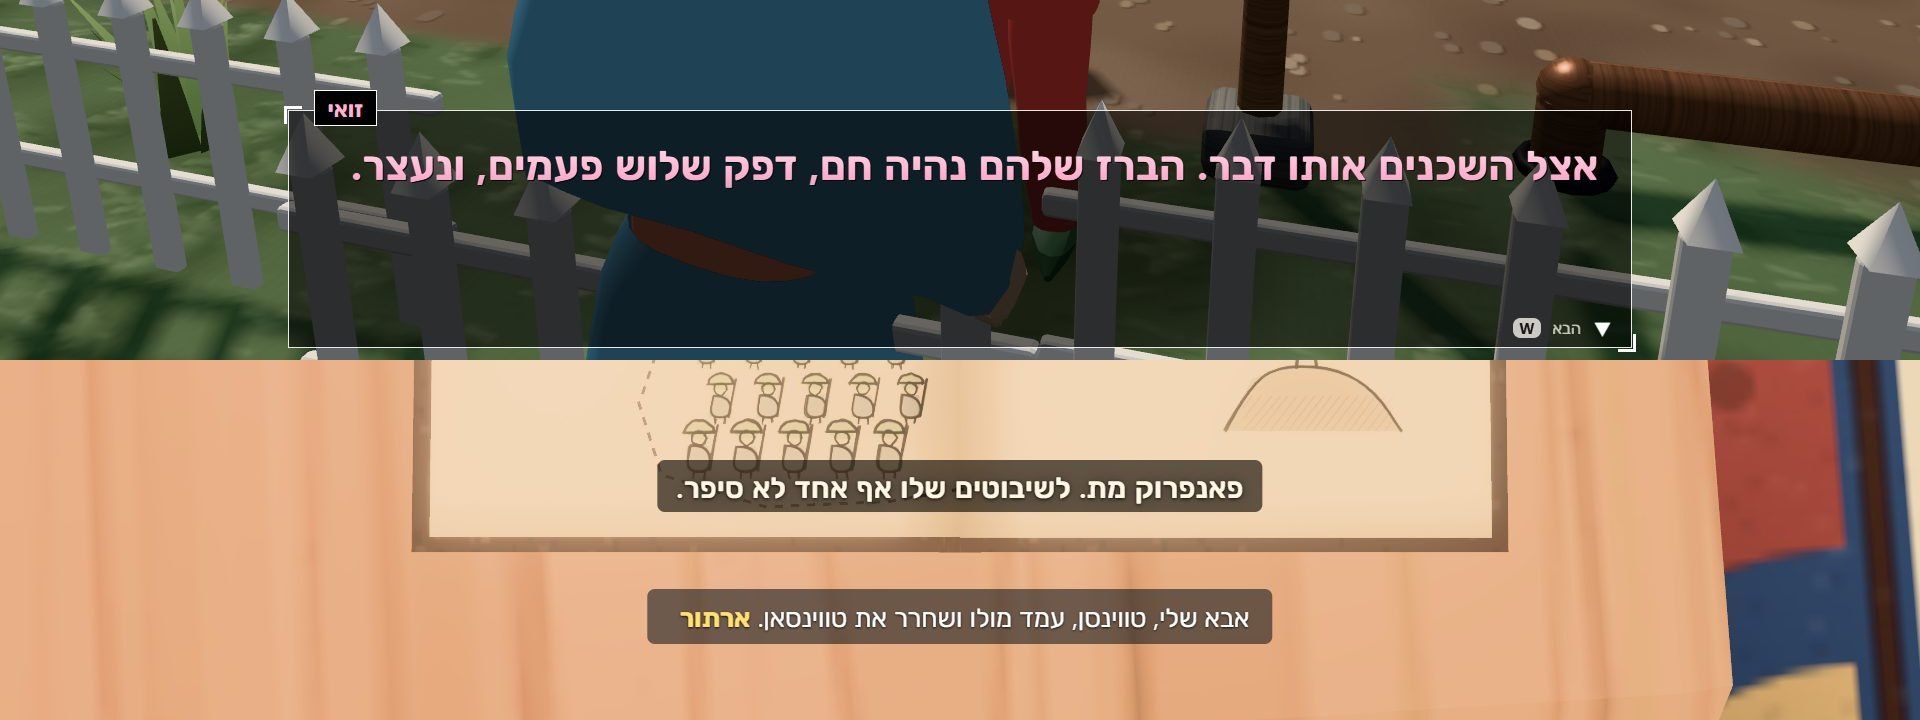 זואי
אצל השכנים אותו דבר. הברז שלהם נהיה חם, דפק שלוש פעמים, ונעצר.
▼ הבא W
פאנפרוק מת. לשיבוטים שלו אף אחד לא סיפר.
אבא שלי, טווינסן, עמד מולו ושחרר את טווינסאן. ארתור